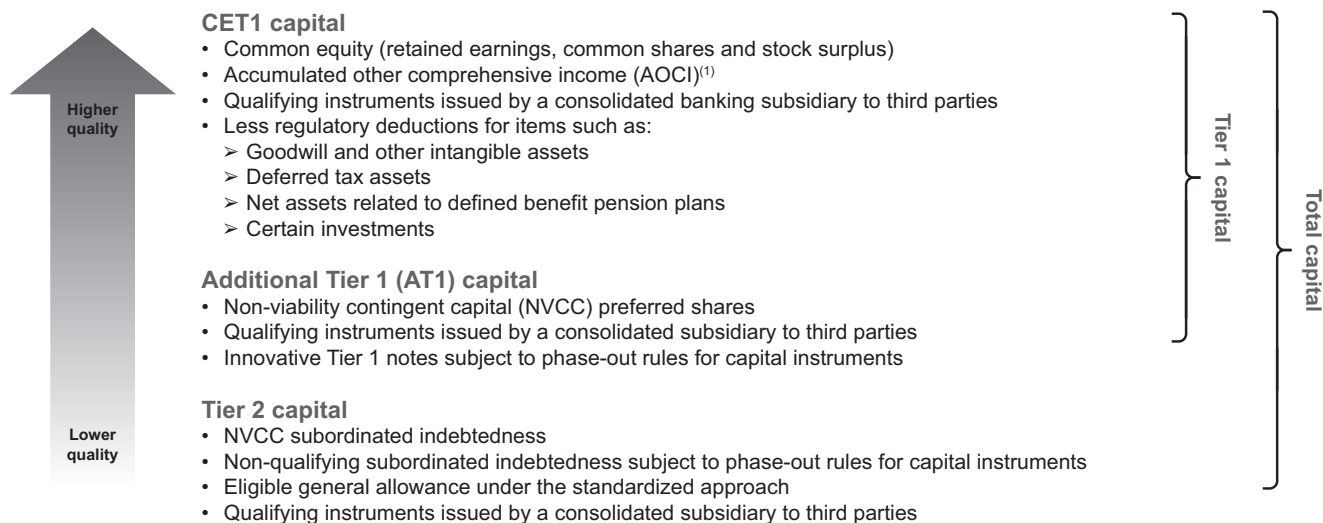 CET1 capital
• Common equity (retained earnings, common shares and stock surplus)
• Accumulated other comprehensive income (AOCI)(1)
• Qualifying instruments issued by a consolidated banking subsidiary to third parties
• Less regulatory deductions for items such as:
➢ Goodwill and other intangible assets
➢ Deferred tax assets
➢ Net assets related to defined benefit pension plans
➢ Certain investments
Additional Tier 1 (AT1) capital
• Non-viability contingent capital (NVCC) preferred shares
• Qualifying instruments issued by a consolidated subsidiary to third parties
• Innovative Tier 1 notes subject to phase-out rules for capital instruments
Tier 2 capital
• NVCC subordinated indebtedness
• Non-qualifying subordinated indebtedness subject to phase-out rules for capital instruments
• Eligible general allowance under the standardized approach
• Qualifying instruments issued by a consolidated subsidiary to third parties
Higher
quality
Lower
quality
Tier 1 capital
Total capital